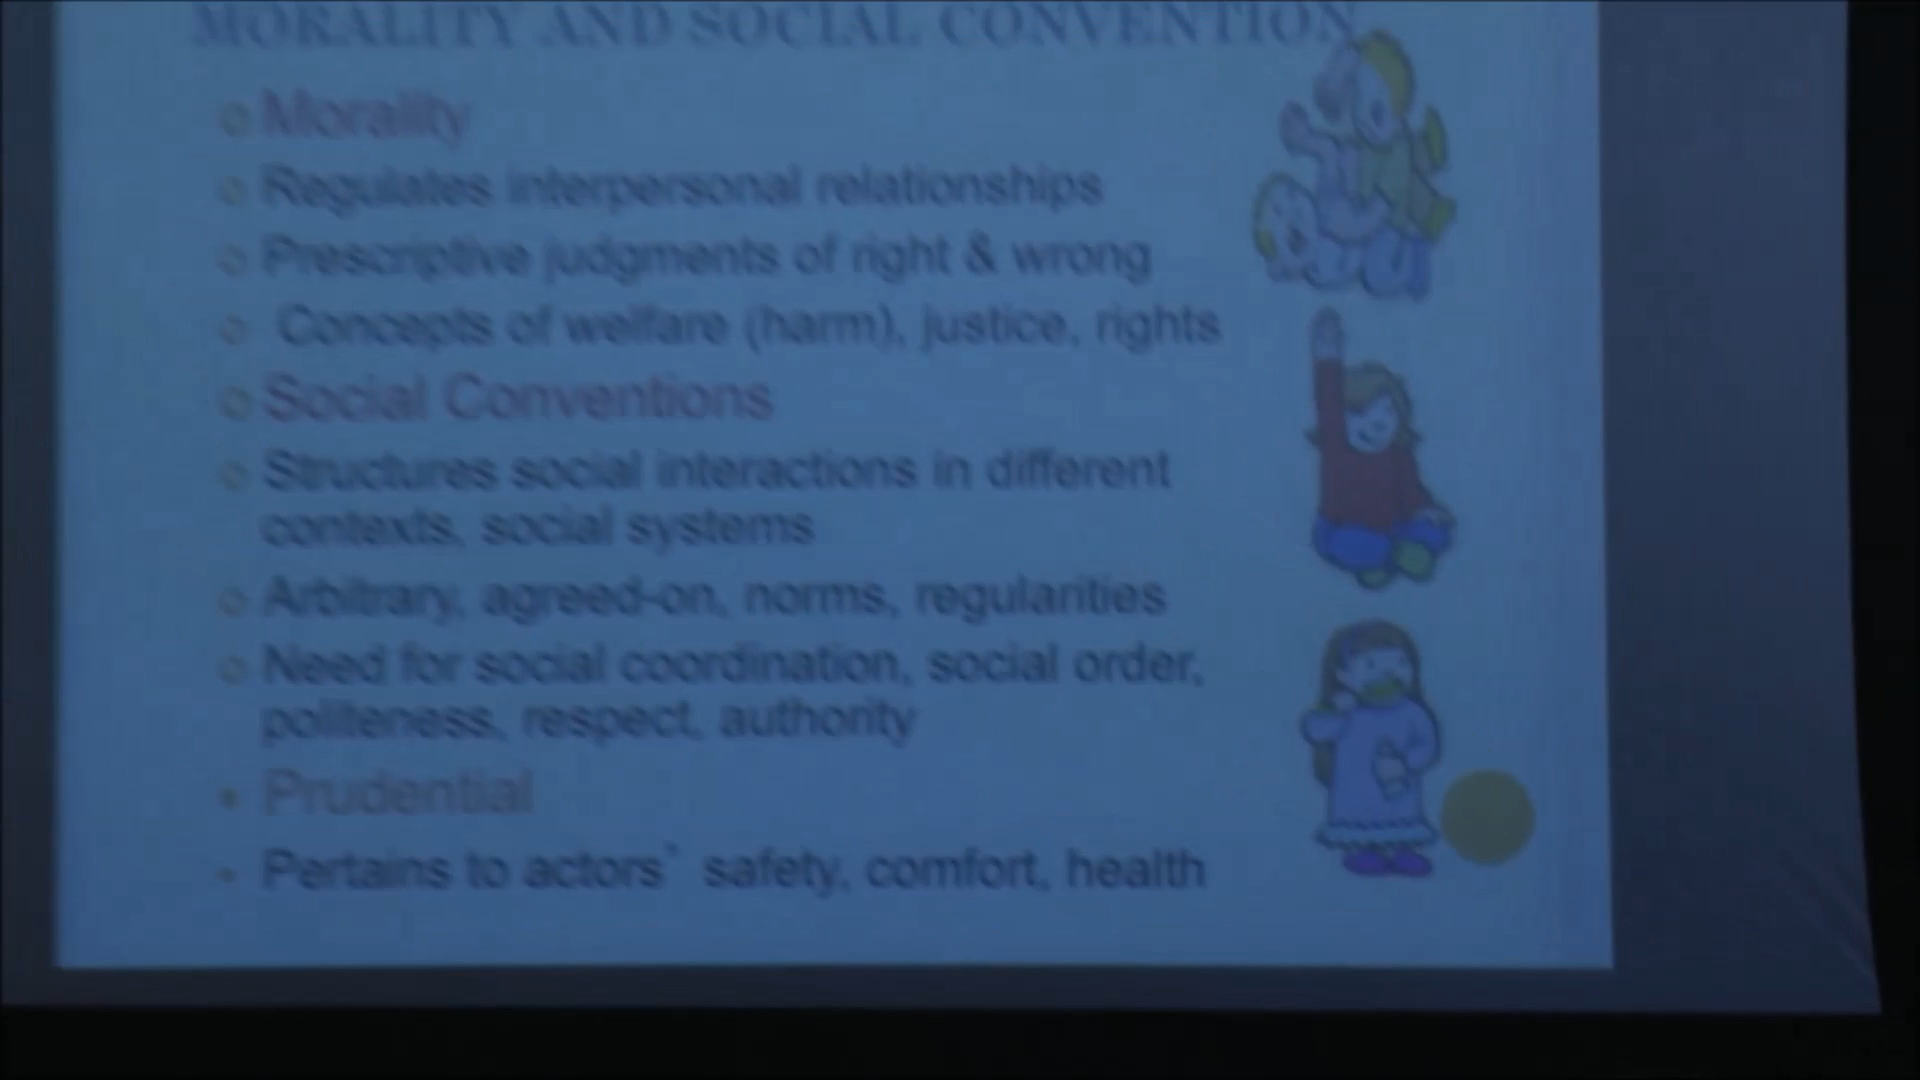 MORALITY AND SOCIAL CONVENTION
Morality
Regulates interpersonal relationships
Prescriptive judgments of right & wrong
Concepts of welfare (harm), justice, rights
Social Conventions
Structures social interactions in different
contexts, social systems
Arbitrary, agreed-on, norms, regularities
Need for social coordination, social order,
politeness, respect, authority
Prudential
Pertains to actors' safety, comfort, health